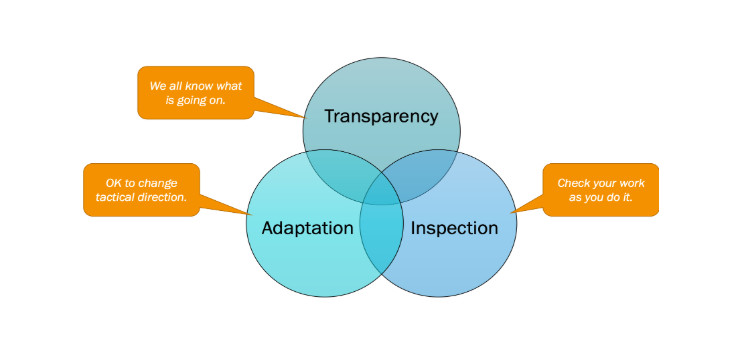 We all know what
is going on.
Transparency
OK to change
tactical direction.
Check your work
as you do it.
Adaptation
Inspection